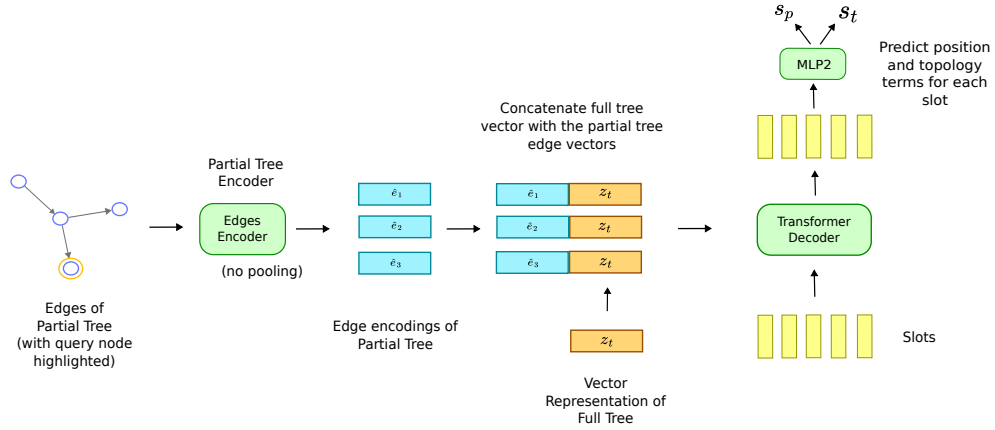 Edges of
Partial Tree
(with query node
highlighted)
Partial Tree
Encoder
Edges
Encoder
(no pooling)
ê₁
ê₂
ê₃
Edge encodings of
Partial Tree
Concatenate full tree
vector with the partial tree
edge vectors
ê₁ z_t
ê₂ z_t
ê₃ z_t
z_t
Vector
Representation of
Full Tree
s_p s_t
MLP2
Predict position
and topology
terms for each
slot
Transformer
Decoder
Slots